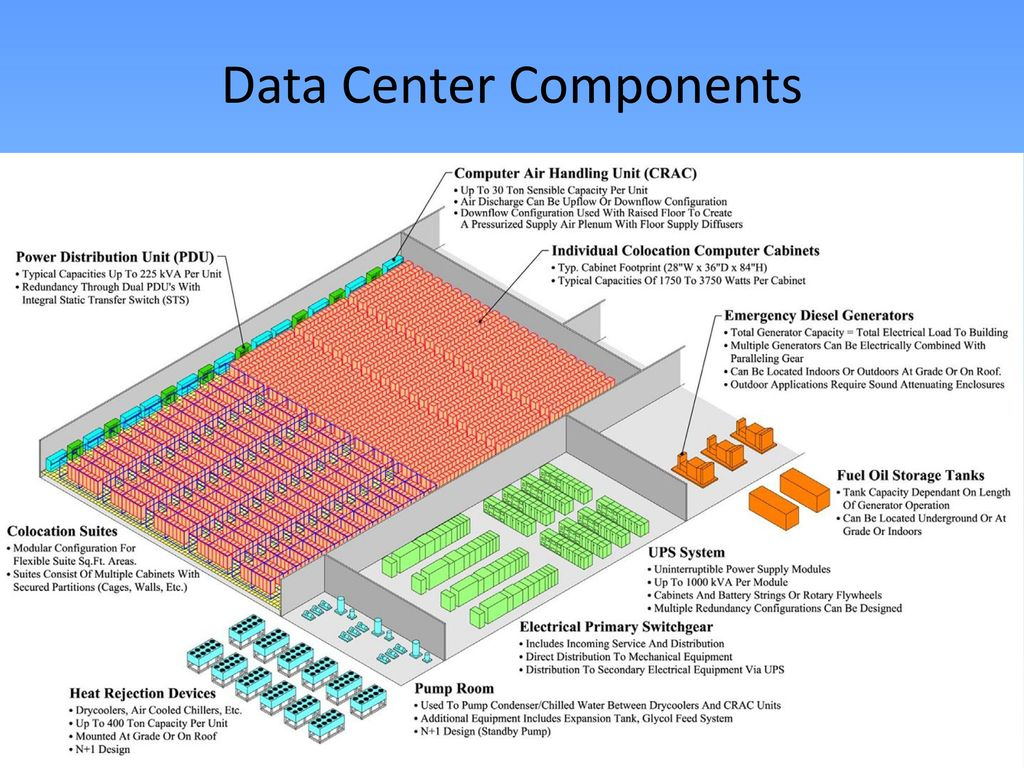 Data Center Components
Computer Air Handling Unit (CRAC)
• Up To 30 Ton Sensible Capacity Per Unit
• Air Discharge Can Be Upflow Or Downflow Configuration
• Downflow Configuration Used With Raised Floor To Create
A Pressurized Supply Air Plenum With Floor Supply Diffusers
Power Distribution Unit (PDU)
• Typical Capacities Up To 225 kVA Per Unit
• Redundancy Through Dual PDU's With
Integral Static Transfer Switch (STS)
Individual Colocation Computer Cabinets
• Typ. Cabinet Footprint (28"W x 36"D x 84"H)
• Typical Capacities Of 1750 To 3750 Watts Per Cabinet
Emergency Diesel Generators
• Total Generator Capacity = Total Electrical Load To Building
• Multiple Generators Can Be Electrically Combined With
Paralleling Gear
• Can Be Located Indoors Or Outdoors At Grade Or On Roof.
• Outdoor Applications Require Sound Attenuating Enclosures
Fuel Oil Storage Tanks
• Tank Capacity Dependant On Length
Of Generator Operation
• Can Be Located Underground Or At
Grade Or Indoors
Colocation Suites
• Modular Configuration For
Flexible Suite Sq.Ft. Areas.
• Suites Consist Of Multiple Cabinets With
Secured Partitions (Cages, Walls, Etc.)
UPS System
• Uninterruptible Power Supply Modules
• Up To 1000 kVA Per Module
• Cabinets And Battery Strings Or Rotary Flywheels
• Multiple Redundancy Configurations Can Be Designed
Electrical Primary Switchgear
• Includes Incoming Service And Distribution
• Direct Distribution To Mechanical Equipment
• Distribution To Secondary Electrical Equipment Via UPS
Pump Room
• Used To Pump Condenser/Chilled Water Between Drycoolers And CRAC Units
• Additional Equipment Includes Expansion Tank, Glycol Feed System
• N+1 Design (Standby Pump)
Heat Rejection Devices
• Drycoolers, Air Cooled Chillers, Etc.
• Up To 400 Ton Capacity Per Unit
• Mounted At Grade Or On Roof
• N+1 Design